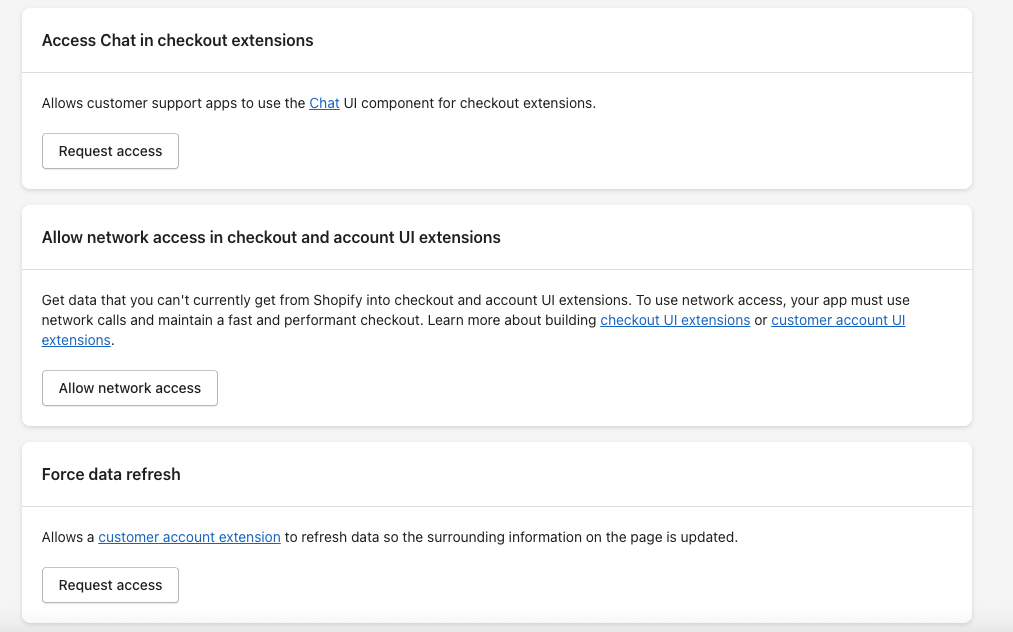 Access Chat in checkout extensions
Allows customer support apps to use the Chat UI component for checkout extensions.
Request access
Allow network access in checkout and account UI extensions
Get data that you can't currently get from Shopify into checkout and account UI extensions. To use network access, your app must use
network calls and maintain a fast and performant checkout. Learn more about building checkout UI extensions or customer account UI
extensions.
Allow network access
Force data refresh
Allows a customer account extension to refresh data so the surrounding information on the page is updated.
Request access